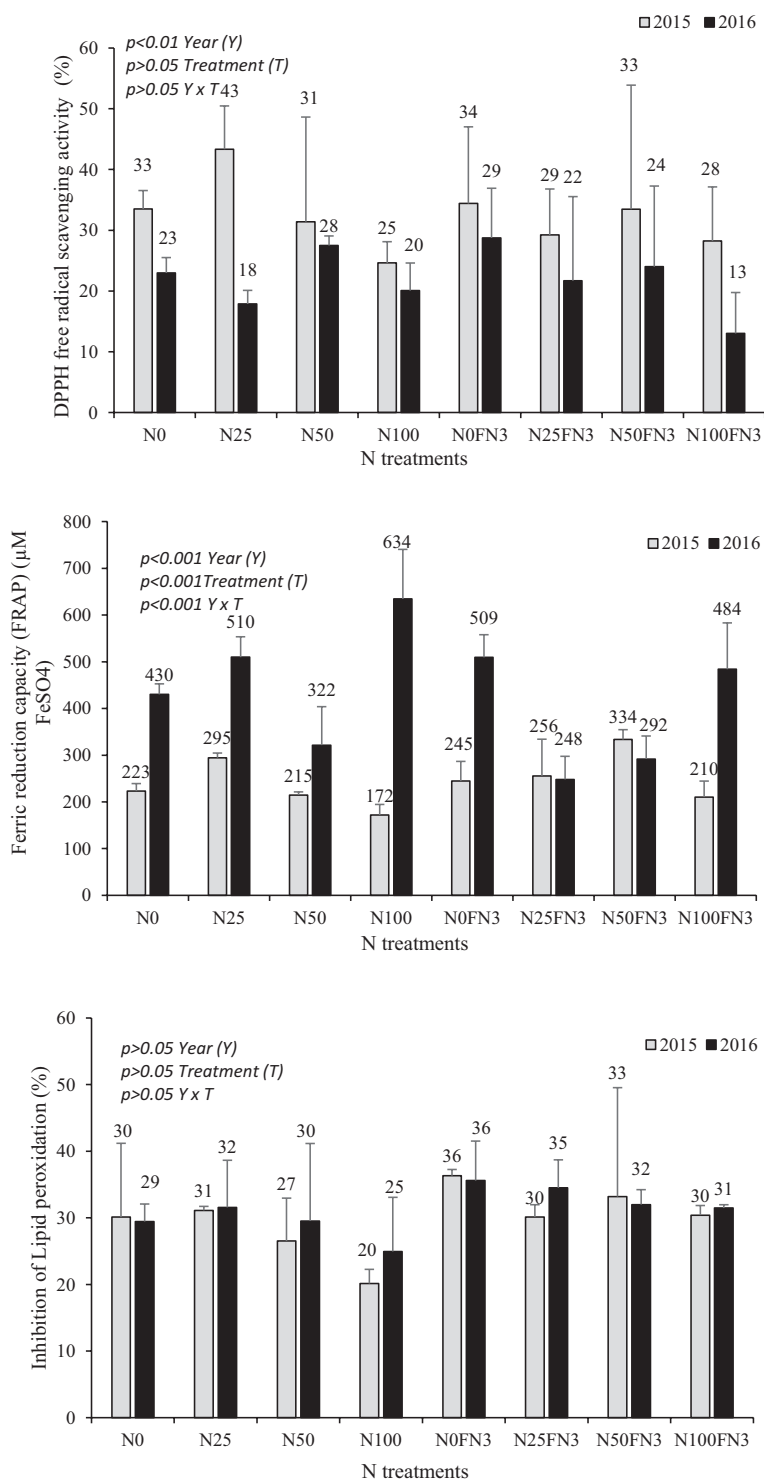 2015 2016
p<0.01 Year (Y)
p>0.05 Treatment (T)
p>0.05 Y x T
DPPH free radical scavenging activity (%)
60
50
40
30
20
10
0
33 23 43 18 31 28 25 20 34 29 29 22 33 24 28 13
N0 N25 N50 N100 N0FN3 N25FN3 N50FN3 N100FN3
N treatments
2015 2016
p<0.001 Year (Y)
p<0.001Treatment (T)
p<0.001 Y x T
Ferric reduction capacity (FRAP) (µM
FeSO4)
800
700
600
500
400
300
200
100
0
223 430 295 510 215 322 172 634 245 509 256 248 334 292 210 484
N0 N25 N50 N100 N0FN3 N25FN3 N50FN3 N100FN3
N treatments
2015 2016
p>0.05 Year (Y)
p>0.05 Treatment (T)
p>0.05 Y x T
Inhibition of Lipid peroxidation (%)
60
50
40
30
20
10
0
30 29 31 32 27 30 20 25 36 36 30 35 33 32 30 31
N0 N25 N50 N100 N0FN3 N25FN3 N50FN3 N100FN3
N treatments